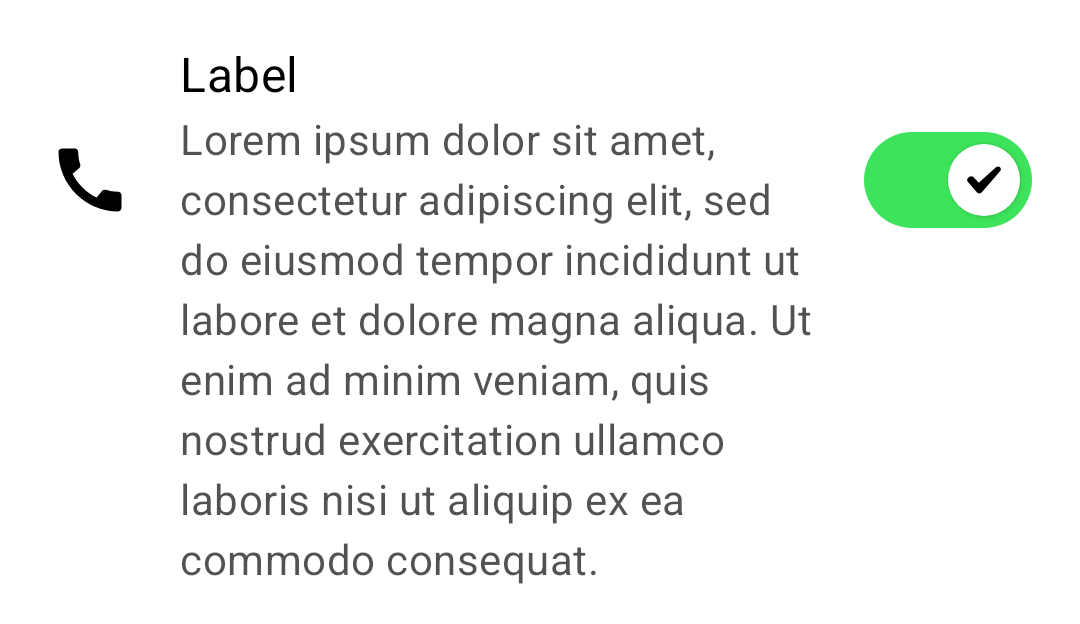 Label
Lorem ipsum dolor sit amet,
consectetur adipiscing elit, sed
do eiusmod tempor incididunt ut
labore et dolore magna aliqua. Ut
enim ad minim veniam, quis
nostrud exercitation ullamco
laboris nisi ut aliquip ex ea
commodo consequat.